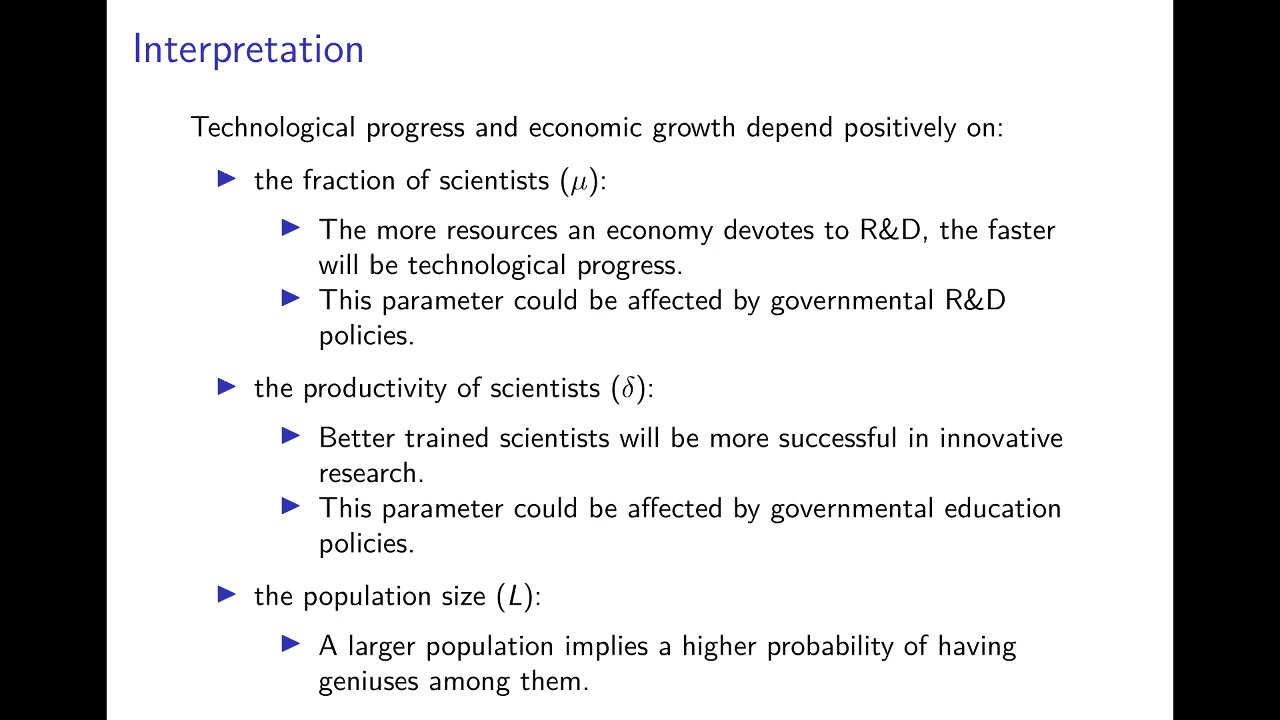 Interpretation
Technological progress and economic growth depend positively on:
▶ the fraction of scientists (μ):
▶ The more resources an economy devotes to R&D, the faster
will be technological progress.
▶ This parameter could be affected by governmental R&D
policies.
▶ the productivity of scientists (δ):
▶ Better trained scientists will be more successful in innovative
research.
▶ This parameter could be affected by governmental education
policies.
▶ the population size (L):
▶ A larger population implies a higher probability of having
geniuses among them.